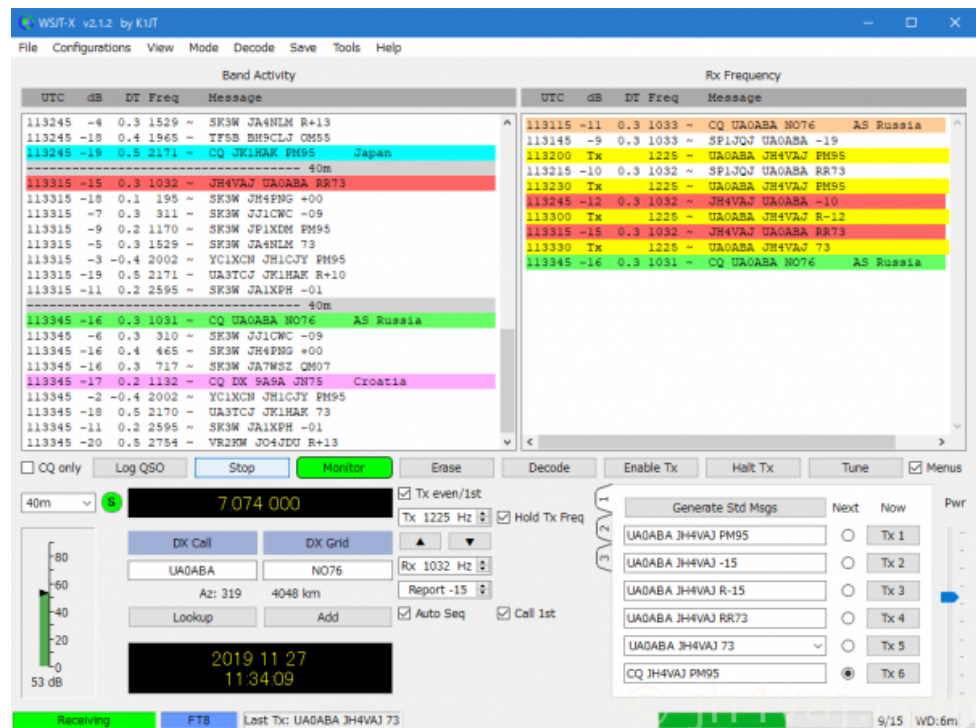 WSJT-X v2.1.2 by K1JT
File Configurations View Mode Decode Save Tools Help
Band Activity
UTC dB DT Freq Message
113245 -4 0.3 1529 ~ SK3W JA4NLM R+13
113245 -18 0.4 1965 ~ TF5B BH9CLJ OM55
113245 -19 0.5 2171 ~ CQ JK1HAK PM95 Japan
------------------------------------ 40m
113315 -15 0.3 1032 ~ JH4VAJ UA0ABA RR73
113315 -18 0.1 195 ~ SK3W JH4PNG +00
113315 -7 0.3 311 ~ SK3W JJ1CWC -09
113315 -9 0.2 1170 ~ SK3W JP1XDM PM95
113315 -5 0.3 1529 ~ SK3W JA4NLM 73
113315 -3 -0.4 2002 ~ YC1XCN JH1CJY PM95
113315 -19 0.5 2171 ~ UA3TCJ JK1HAK R+10
113315 -11 0.2 2595 ~ SK3W JA1XPH -01
------------------------------------ 40m
113345 -16 0.3 1031 ~ CQ UA0ABA NO76 AS Russia
113345 -6 0.3 310 ~ SK3W JJ1CWC -09
113345 -16 0.4 465 ~ SK3W JH4PNG +00
113345 -16 0.3 717 ~ SK3W JA7WSZ QM07
113345 -17 0.2 1132 ~ CQ DX 9A9A JN75 Croatia
113345 -2 -0.4 2002 ~ YC1XCN JH1CJY PM95
113345 -18 0.5 2170 ~ UA3TCJ JK1HAK 73
113345 -11 0.2 2595 ~ SK3W JA1XPH -01
113345 -20 0.5 2754 ~ VR2KW JO4JDU R+13
Rx Frequency
UTC dB DT Freq Message
113115 -11 0.3 1033 ~ CQ UA0ABA NO76 AS Russia
113145 -9 0.3 1033 ~ SP1JQJ UA0ABA -19
113200 Tx 1225 ~ UA0ABA JH4VAJ PM95
113215 -10 0.3 1032 ~ SP1JQJ UA0ABA RR73
113230 Tx 1225 ~ UA0ABA JH4VAJ PM95
113245 -12 0.3 1032 ~ JH4VAJ UA0ABA -10
113300 Tx 1225 ~ UA0ABA JH4VAJ R-12
113315 -15 0.3 1032 ~ JH4VAJ UA0ABA RR73
113330 Tx 1225 ~ UA0ABA JH4VAJ 73
113345 -16 0.3 1031 ~ CQ UA0ABA NO76 AS Russia
CQ only Log QSO Stop Monitor Erase Decode Enable Tx Halt Tx Tune Menus
40m S 7.074 000
Tx even/1st
Tx 1225 Hz Hold Tx Freq
DX Call DX Grid
UA0ABA NO76
Rx 1032 Hz
Az: 319 4048 km
Report -15
Lookup Add
Auto Seq Call 1st
2019 11 27
11:34:09
80
60
40
20
0
53 dB
1
2
3
Generate Std Msgs Next Now Pwr
UA0ABA JH4VAJ PM95 Tx 1
UA0ABA JH4VAJ -15 Tx 2
UA0ABA JH4VAJ R-15 Tx 3
UA0ABA JH4VAJ RR73 Tx 4
UA0ABA JH4VAJ 73 Tx 5
CQ JH4VAJ PM95 Tx 6
Receiving FT8 Last Tx: UA0ABA JH4VAJ 73 9/15 WD:6m